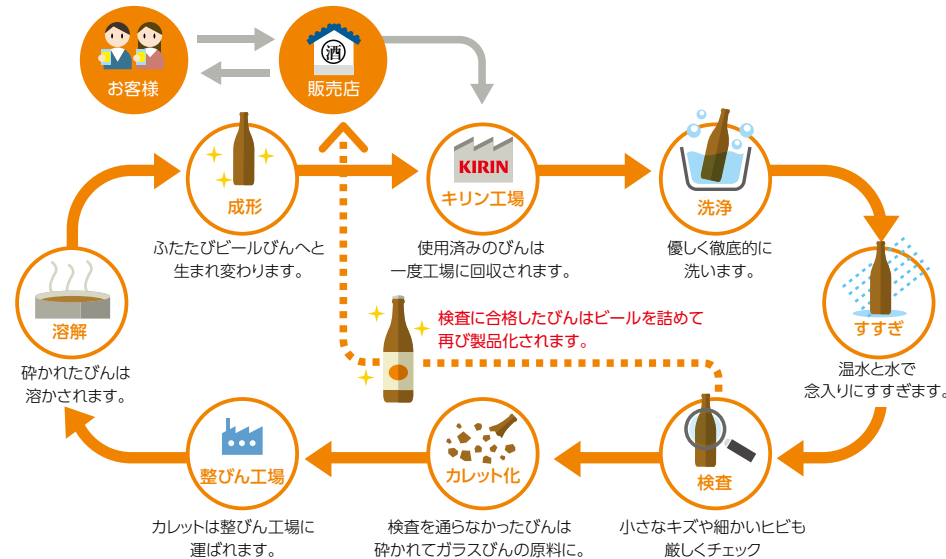 お客様
酒
販売店
成形
ふたたびビールびんへと
生まれ変わります。
KIRIN
キリン工場
使用済みのびんは
一度工場に回収されます。
洗浄
優しく徹底的に
洗います。
すすぎ
温水と水で
念入りにすすぎます。
検査に合格したびんはビールを詰めて
再び製品化されます。
検査
小さなキズや細かいヒビも
厳しくチェック
カレット化
検査を通らなかったびんは
砕かれてガラスびんの原料に。
整びん工場
カレットは整びん工場に
運ばれます。
溶解
砕かれたびんは
溶かされます。